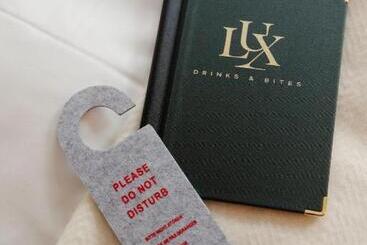 LUX
DRINKS & BITES
PLEASE
DO NOT
DISTURB